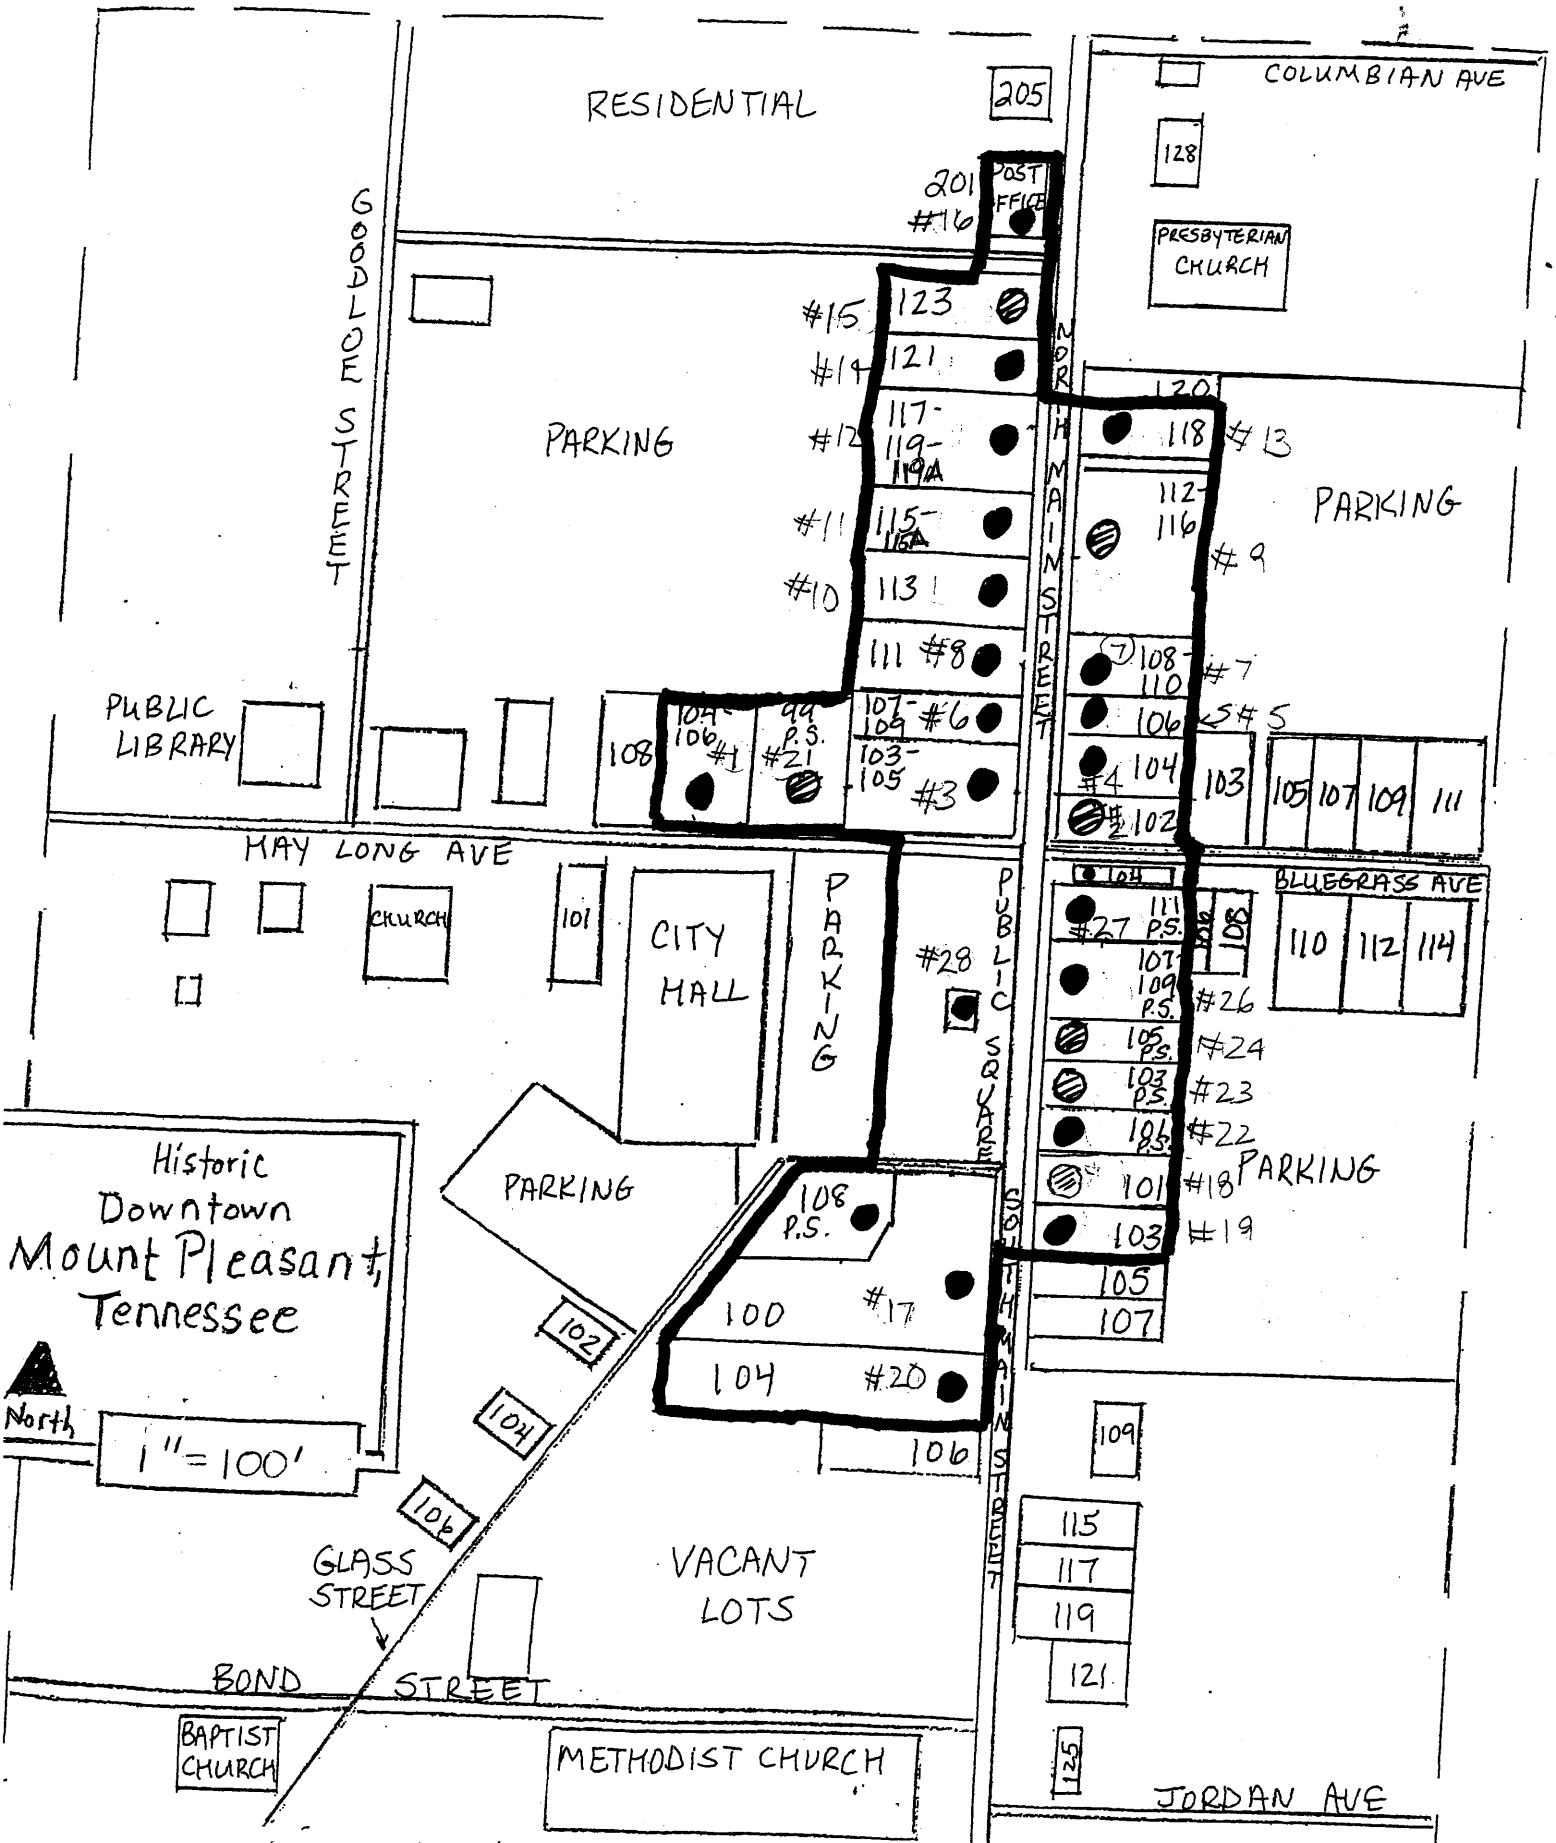 COLUMBIAN AVE
RESIDENTIAL
205
128
201
#16
POST
OFFICE
PRESBYTERIAN
CHURCH
GOODLOE STREET
#15
123
#14
121
120
NORTH MAIN STREET
#12
117-
119-
119A
118
#13
PARKING
#11
115-
115A
112-
116
#9
PARKING
#10
113
111 #8
7
108-
110
#7
PUBLIC
LIBRARY
108
104-
106
#1
99
P.S.
#21
107-
109
#6
106
#5
103-
105
#3
104
#4
103
105
107
109
111
#2
102
HAY LONG AVE
104
BLUEGRASS AVE
CHURCH
101
CITY
HALL
PARKING
PUBLIC SQUARE
#28
111
P.S.
#27
106
108
110
112
114
107-
109
P.S.
#26
105
P.S.
#24
103
P.S.
#23
101
P.S.
#22
PARKING
101
#18
103
#19
Historic
Downtown
Mount Pleasant,
Tennessee
North
1"=100'
PARKING
108
P.S.
SOUTH MAIN STREET
105
107
100
#17
102
104
#20
104
106
109
106
GLASS
STREET
VACANT
LOTS
115
117
119
121
BOND STREET
BAPTIST
CHURCH
METHODIST CHURCH
125
JORDAN AVE